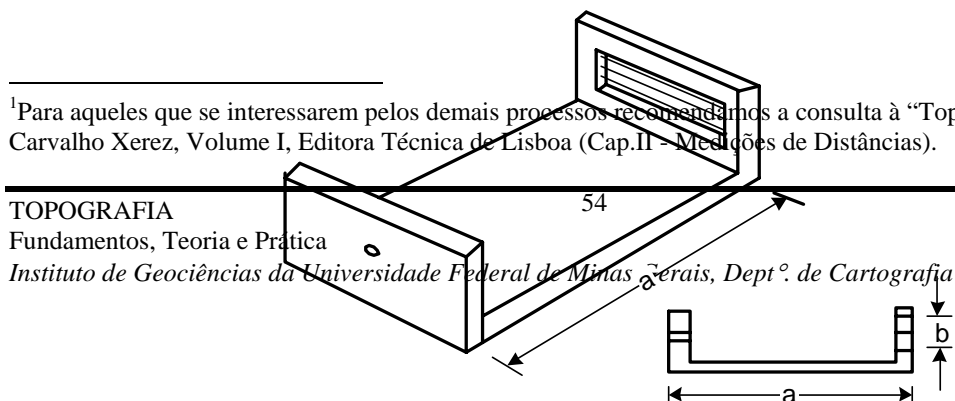 ¹Para aqueles que se interessarem pelos demais processos recomendamos a consulta à “Top
Carvalho Xerez, Volume I, Editora Técnica de Lisboa (Cap.II - Medições de Distâncias).
54
TOPOGRAFIA
Fundamentos, Teoria e Prática
Instituto de Geociências da Universidade Federal de Minas Gerais, Dept°. de Cartografia
a
b
a